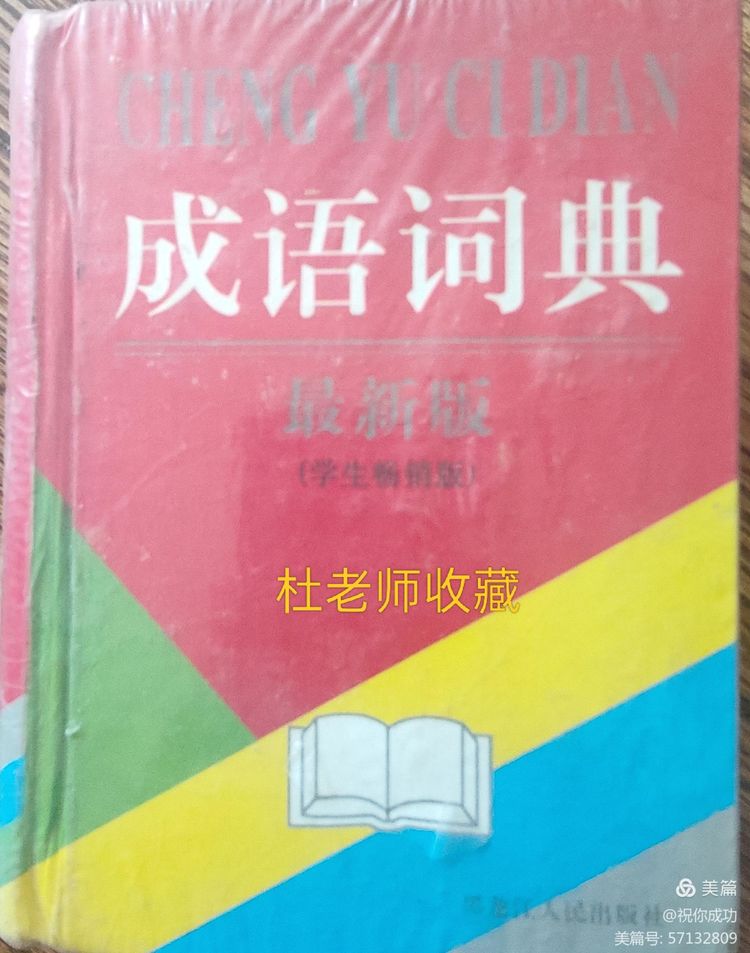 CHENG YU CI DIAN
成语词典
最新版
(学生畅销版)
杜老师收藏
黑龙江人民出版社
美篇
@祝你成功
美篇号: 57132809